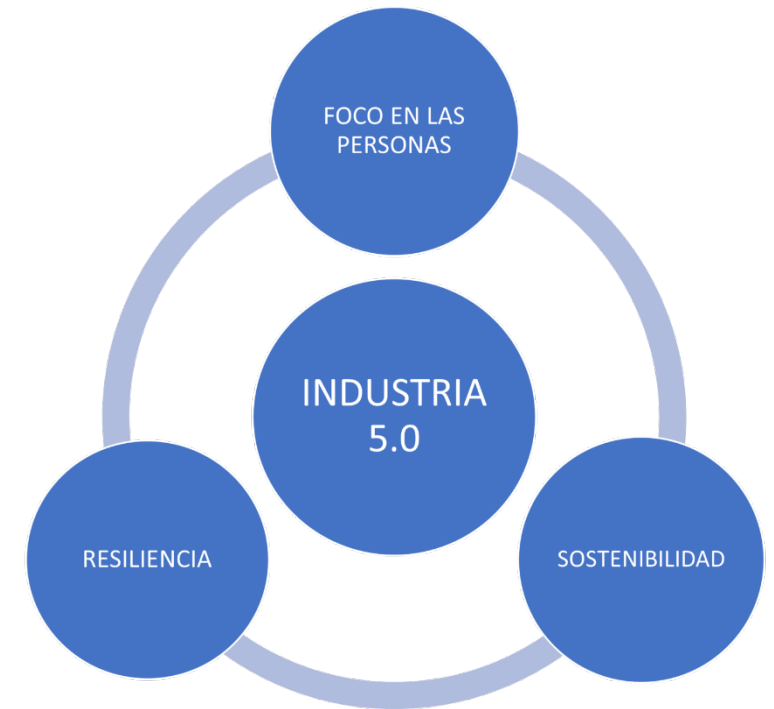 FOCO EN LAS
PERSONAS
INDUSTRIA
5.0
RESILIENCIA
SOSTENIBILIDAD